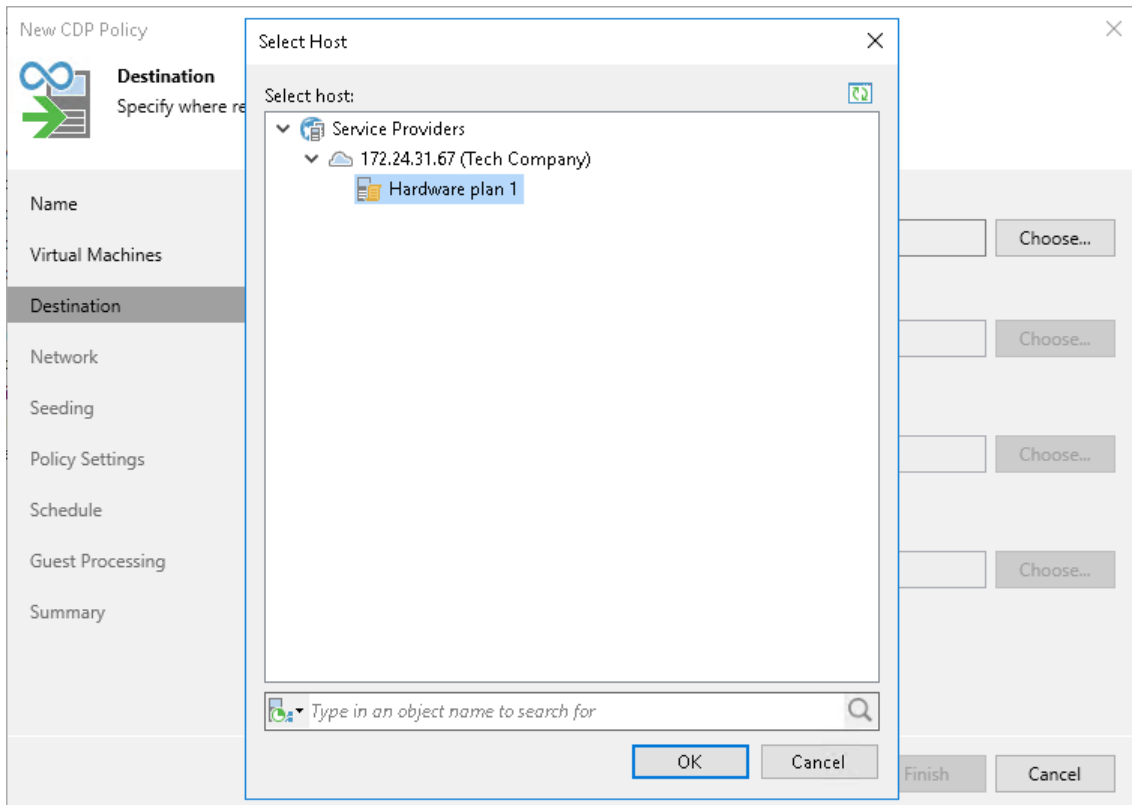 New CDP Policy
Destination
Specify where re
Name
Virtual Machines
Destination
Network
Seeding
Policy Settings
Schedule
Guest Processing
Summary
Select Host
Select host:
Service Providers
172.24.31.67 (Tech Company)
Hardware plan 1
Type in an object name to search for
OK
Cancel
Choose...
Choose...
Choose...
Choose...
Finish
Cancel